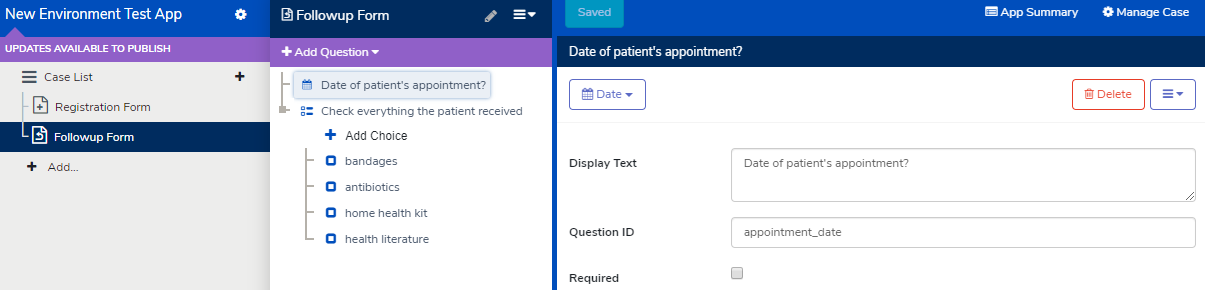 New Environment Test App
UPDATES AVAILABLE TO PUBLISH
Case List
Registration Form
Followup Form
Add...
Followup Form
Add Question
Date of patient's appointment?
Check everything the patient received
Add Choice
bandages
antibiotics
home health kit
health literature
Saved
App Summary
Manage Case
Date of patient's appointment?
Date
Delete
Display Text
Date of patient's appointment?
Question ID
appointment_date
Required